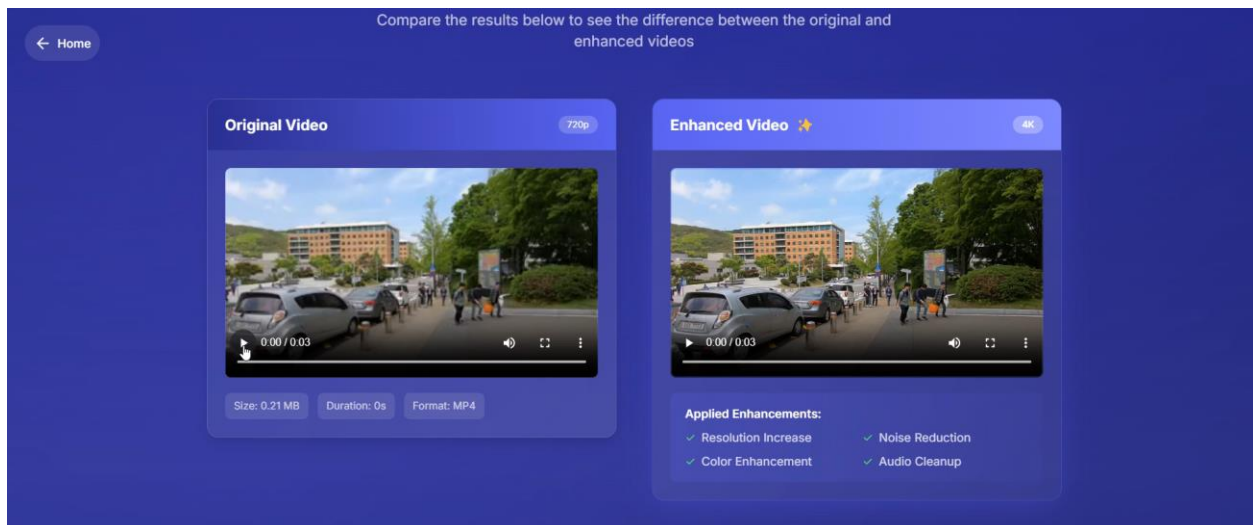 Compare the results below to see the difference between the original and
enhanced videos
← Home
Original Video
720p
0:00 / 0:03
Size: 0.21 MB
Duration: 0s
Format: MP4
Enhanced Video ✨
4K
0:00 / 0:03
Applied Enhancements:
✓ Resolution Increase
✓ Noise Reduction
✓ Color Enhancement
✓ Audio Cleanup